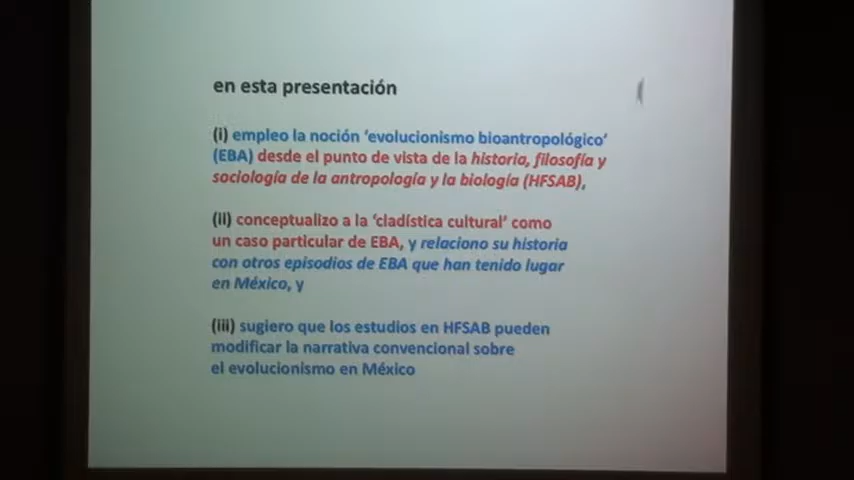 en esta presentación
(i) empleo la noción ‘evolucionismo bioantropológico’
(EBA) desde el punto de vista de la historia, filosofía y
sociología de la antropología y la biología (HFSAB),
(ii) conceptualizo a la ‘cladística cultural’ como
un caso particular de EBA, y relaciono su historia
con otros episodios de EBA que han tenido lugar
en México, y
(iii) sugiero que los estudios en HFSAB pueden
modificar la narrativa convencional sobre
el evolucionismo en México